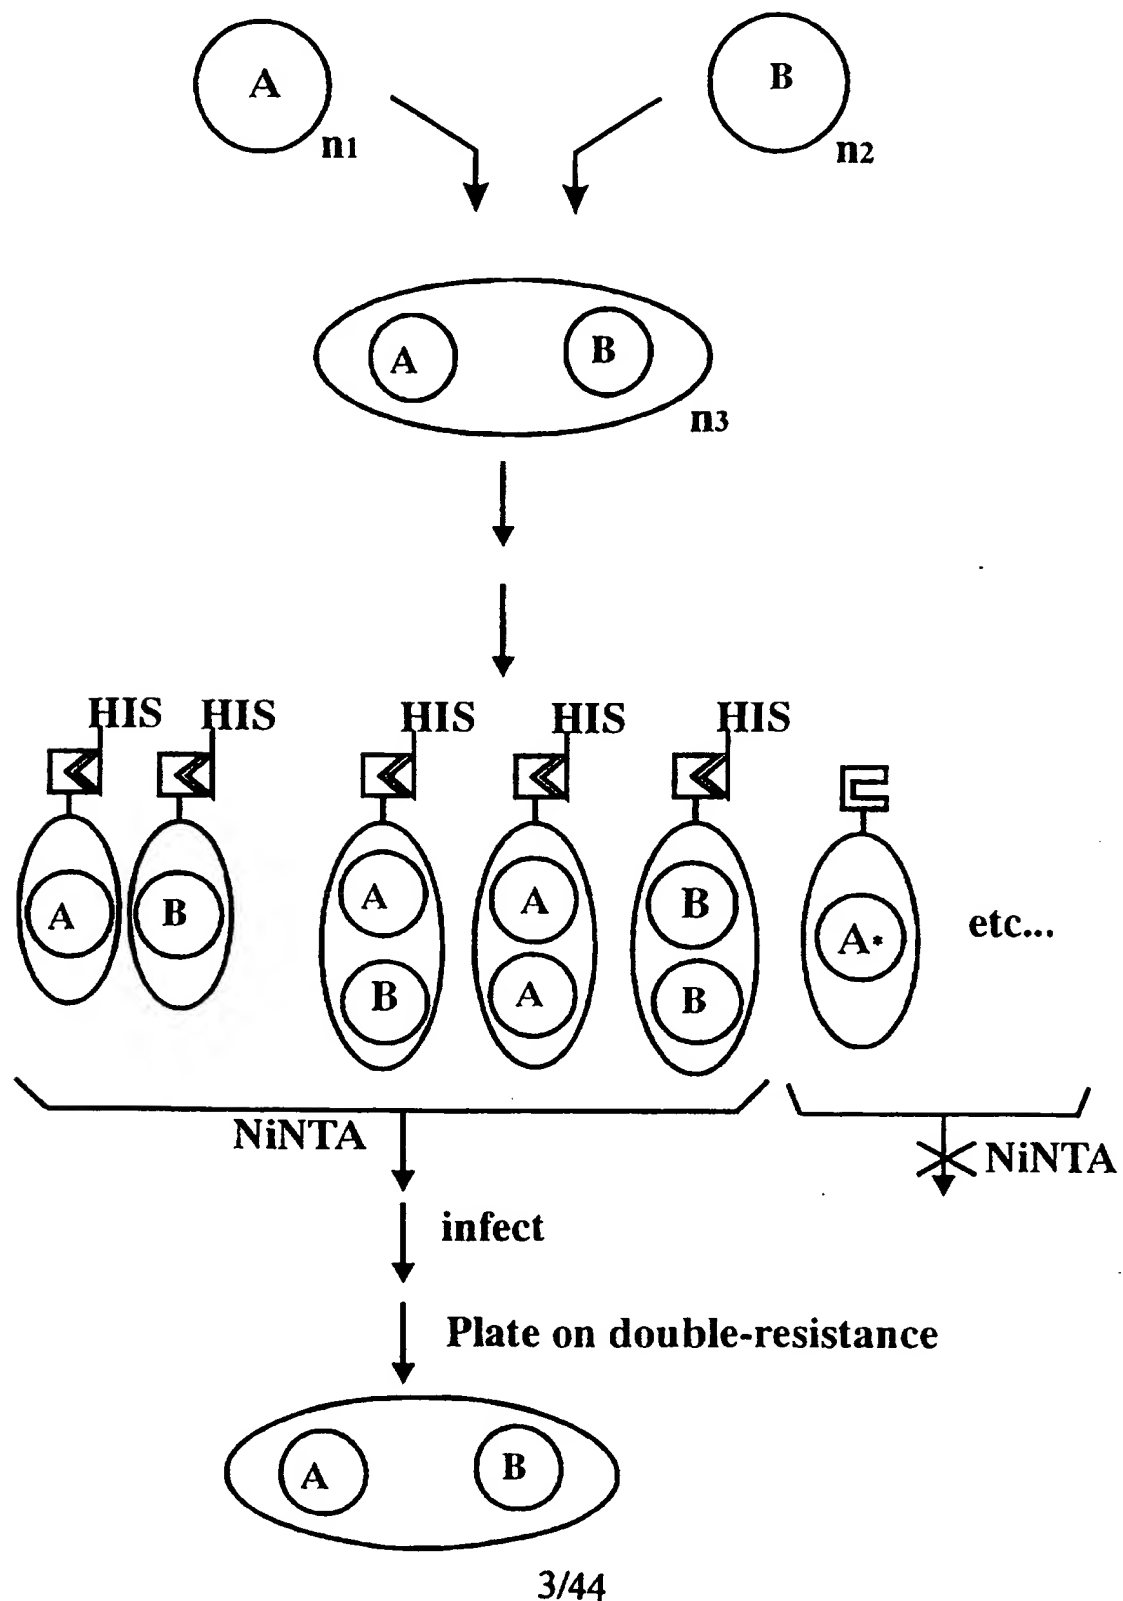 A
B
n1
n2
A
B
n3
HIS HIS HIS HIS HIS
A B A A B A* etc...
B A B
NiNTA
NiNTA
infect
Plate on double-resistance
A
B
3/44